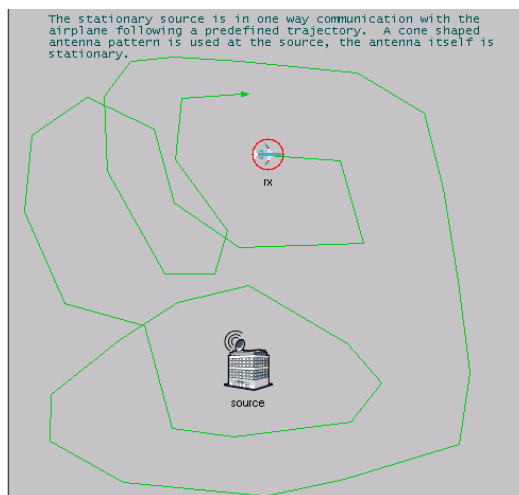 The stationary source is in one way communication with the
airplane following a predefined trajectory.  A cone shaped
antenna pattern is used at the source, the antenna itself is
stationary.
rx
source